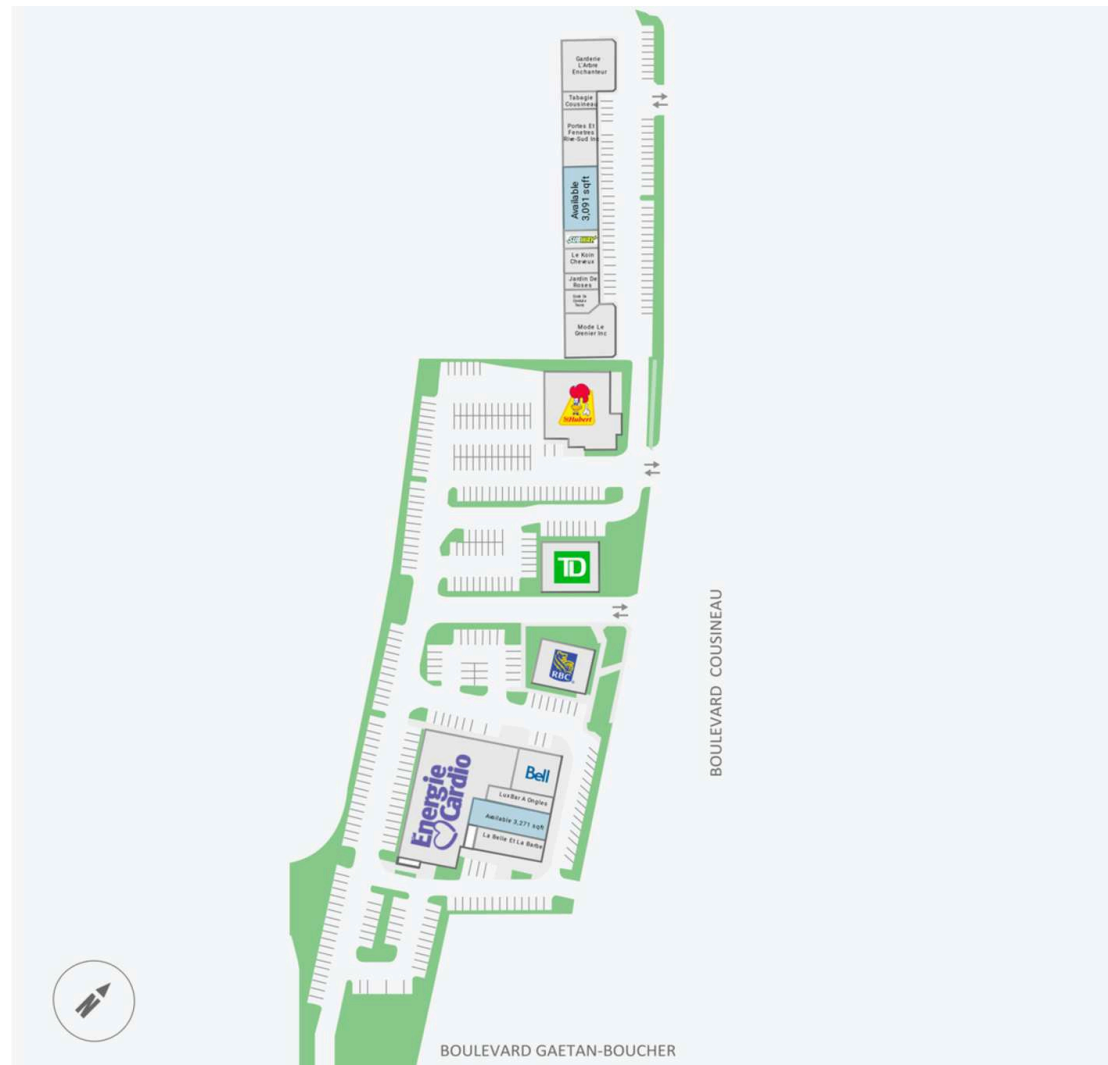 Garderie
L'Arbre
Enchanteur
Tabagie
Cousineau
Portes Et
Fenetres
Rive-Sud Inc
Available
3,091 sqft
SUBWAY
Le Koin
Cheveux
Jardin De
Roses
Mode Le
Grenier Inc
StHubert
TD
RBC
BOULEVARD COUSINEAU
Energie
Cardio
Bell
LuxBar A Ongles
Available 3,271 sqft
La Belle Et La Barbe
N
BOULEVARD GAETAN-BOUCHER